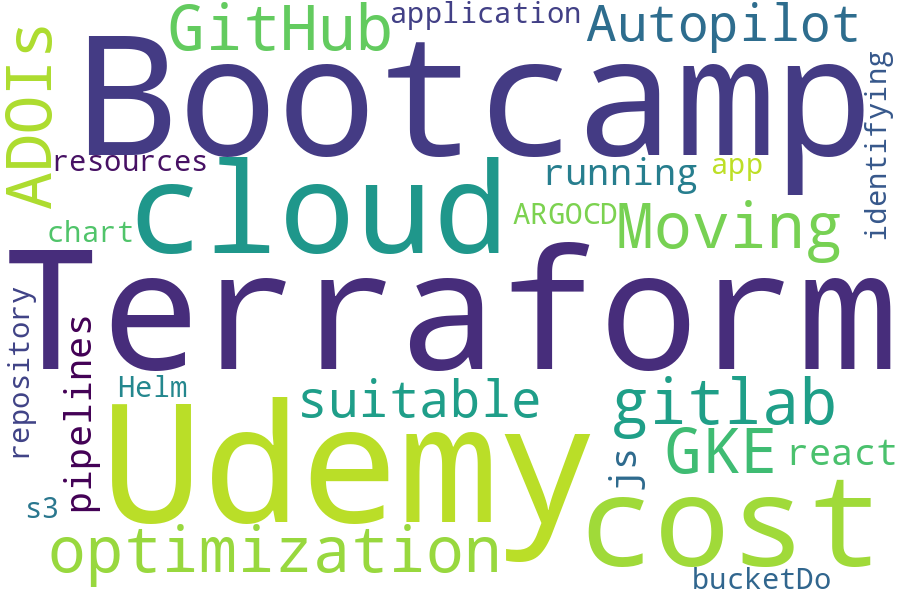 GitHub
application
Autopilot
ADOIs
Bootcamp
identifying
resources
cloud
running
app
chart
ARGOCD
Moving
Terraform
repository
pipelines
Helm
suitable
gitlab
Udemy
js
GKE
react
s3
cost
optimization
bucketDo